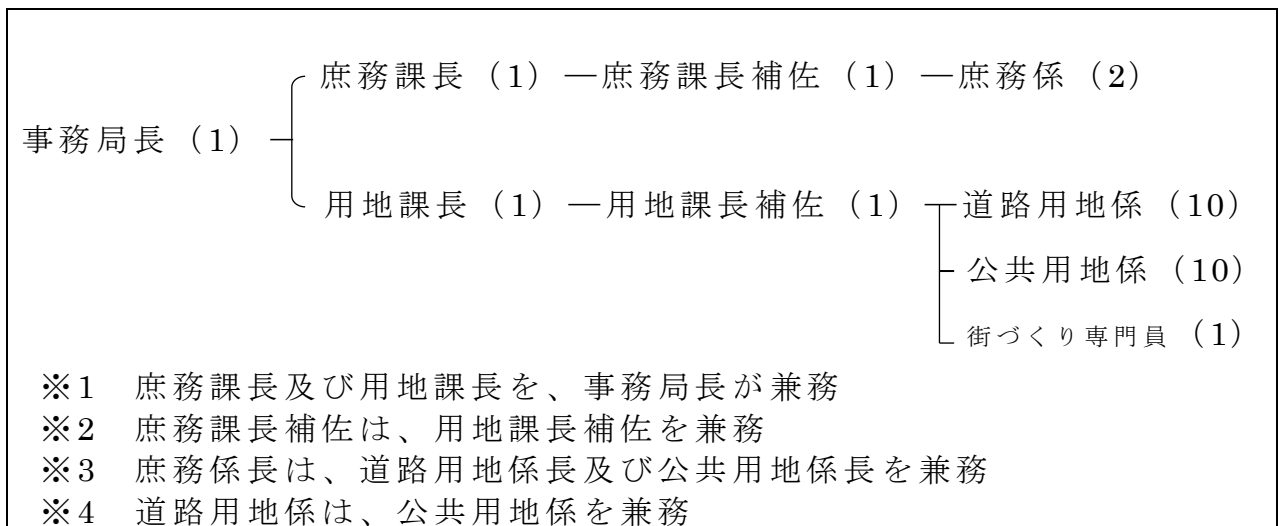 庶務課長（1）―庶務課長補佐（1）―庶務係（2）
事務局長（1）
用地課長（1）―用地課長補佐（1）
道路用地係（10）
公共用地係（10）
街づくり専門員（1）
※1　庶務課長及び用地課長を、事務局長が兼務
※2　庶務課長補佐は、用地課長補佐を兼務
※3　庶務係長は、道路用地係長及び公共用地係長を兼務
※4　道路用地係は、公共用地係を兼務